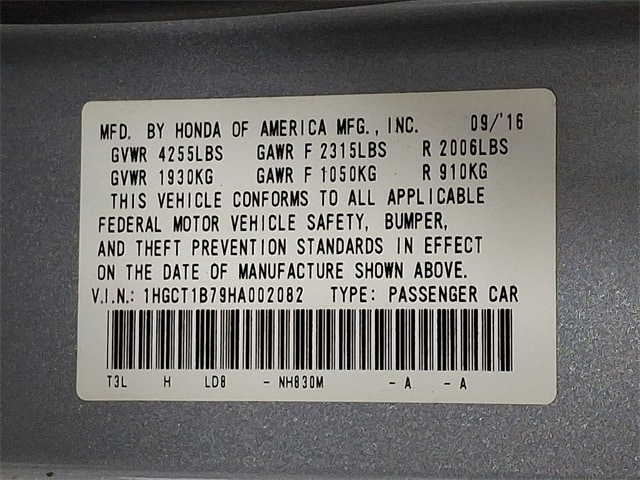 MFD. BY HONDA OF AMERICA MFG., INC. 09/'16
GVWR 4255LBS GAWR F 2315LBS R 2006LBS
GVWR 1930KG GAWR F 1050KG R 910KG
THIS VEHICLE CONFORMS TO ALL APPLICABLE
FEDERAL MOTOR VEHICLE SAFETY, BUMPER,
AND THEFT PREVENTION STANDARDS IN EFFECT
ON THE DATE OF MANUFACTURE SHOWN ABOVE.
V.I.N.: 1HGCT1B79HA002082 TYPE: PASSENGER CAR
T3L H LD8 - NH830M - A - A